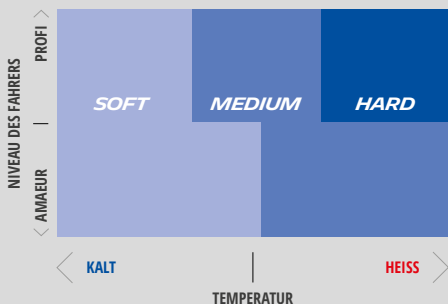 NIVEAU DES FAHRERS
PROFI
AMAEUR
SOFT MEDIUM HARD
KALT HEISS
TEMPERATUR